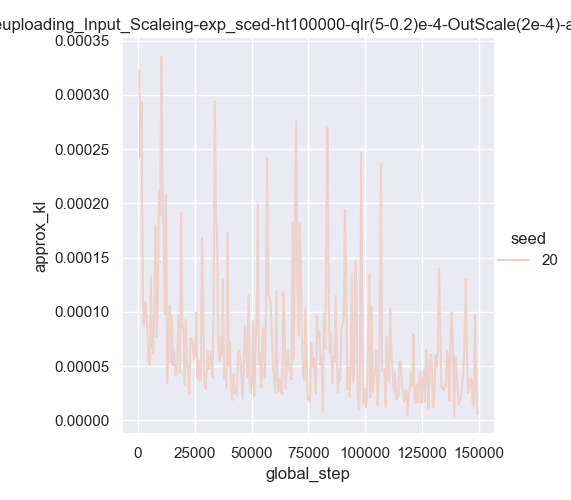 euploading_Input_Scaleing-exp_sced-ht100000-qlr(5-0.2)e-4-OutScale(2e-4)-a
0.00035
0.00030
0.00025
0.00020
0.00015
0.00010
0.00005
0.00000
approx_kl
0 25000 50000 75000 100000 125000 150000
global_step
seed
20